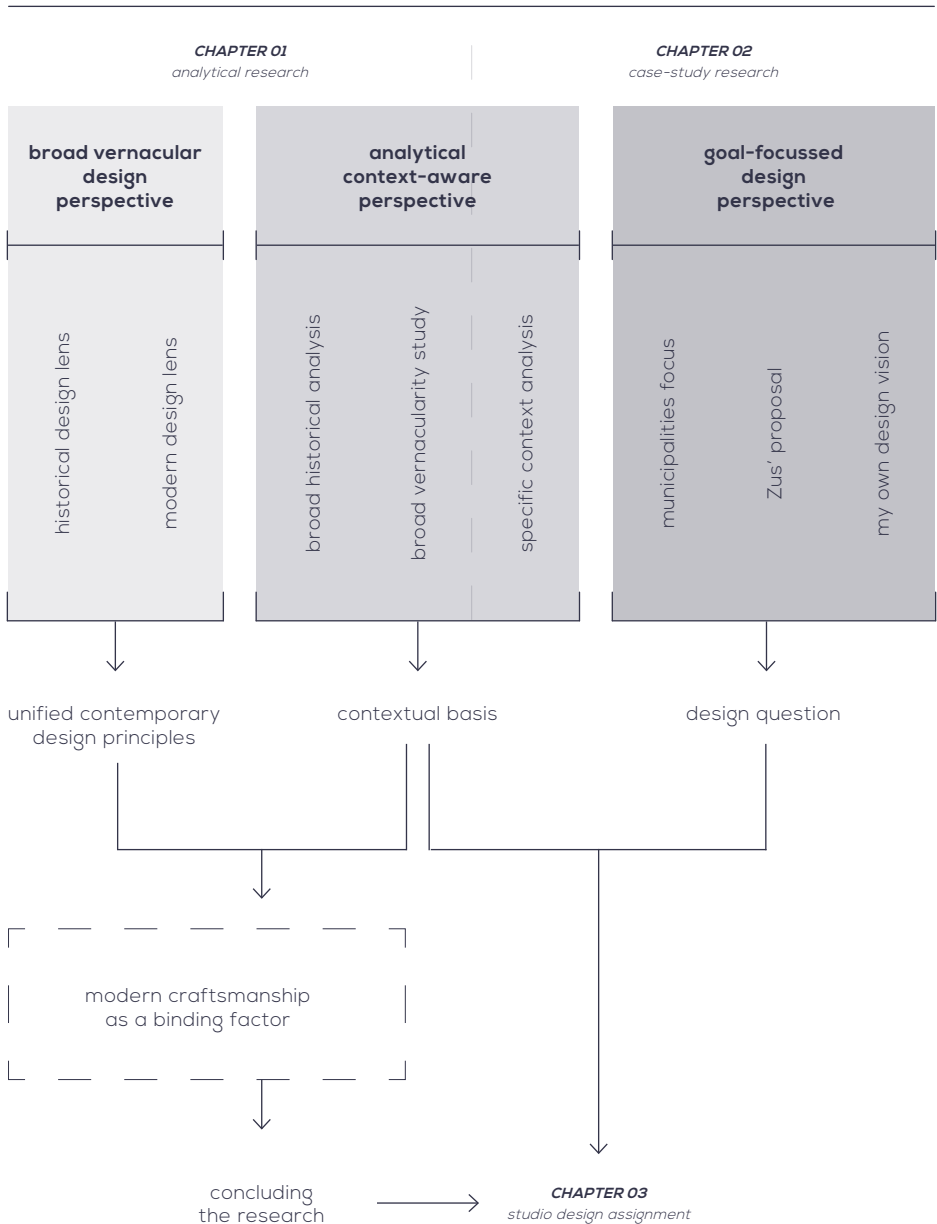 CHAPTER 01
analytical research
CHAPTER 02
case-study research
broad vernacular
design
perspective
analytical
context-aware
perspective
goal-focussed
design
perspective
historical design lens
modern design lens
broad historical analysis
broad vernacularity study
specific context analysis
municipalities focus
Zus' proposal
my own design vision
unified contemporary
design principles
contextual basis
design question
modern craftsmanship
as a binding factor
concluding
the research
CHAPTER 03
studio design assignment